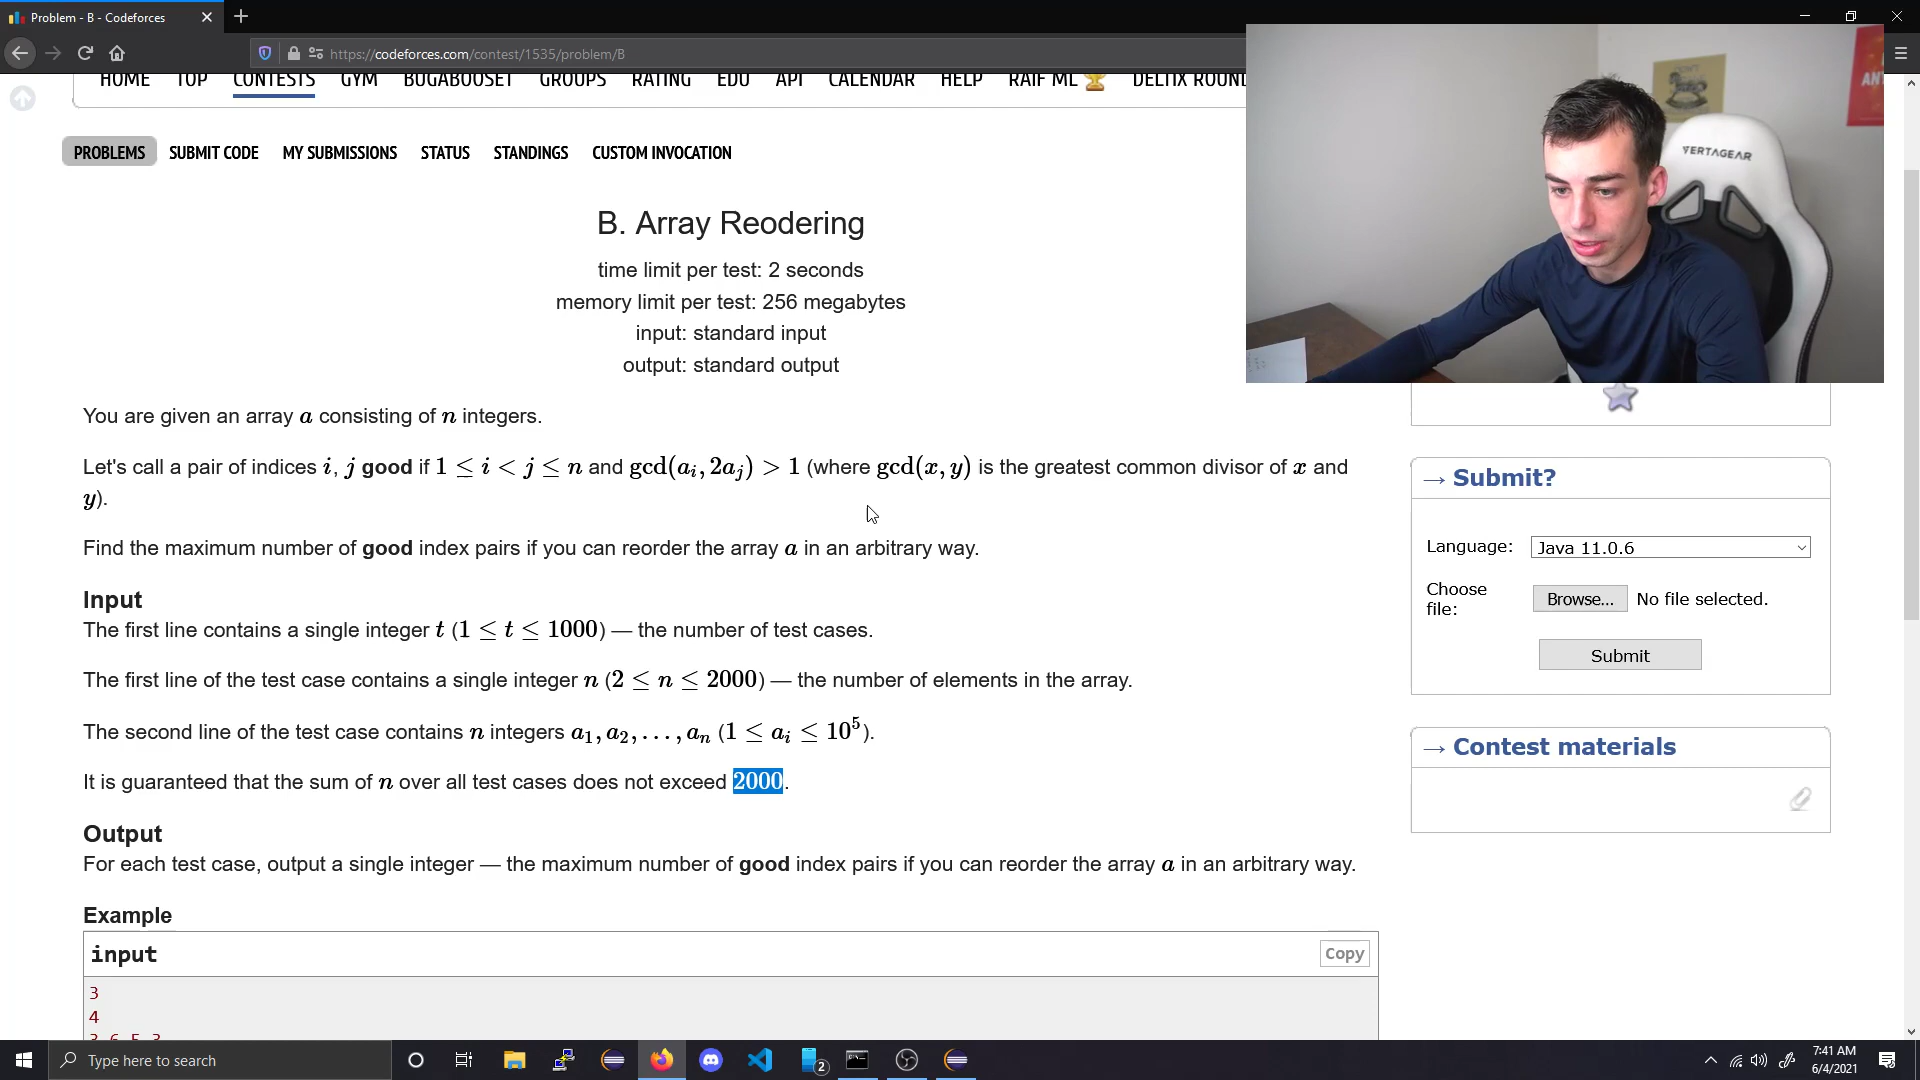 Problem - B - Codeforces
https://codeforces.com/contest/1535/problem/B
HOME TOP CONTESTS GYM BUGABOOSET GROUPS RATING EDU API CALENDAR HELP RAIF ML 🏆 DELTIX ROUND
PROBLEMS SUBMIT CODE MY SUBMISSIONS STATUS STANDINGS CUSTOM INVOCATION
VERTAGEAR
B. Array Reodering
time limit per test: 2 seconds
memory limit per test: 256 megabytes
input: standard input
output: standard output
You are given an array a consisting of n integers.
Let's call a pair of indices i, j good if 1 ≤ i < j ≤ n and gcd(a_i, 2a_j) > 1 (where gcd(x, y) is the greatest common divisor of x and
y).
Find the maximum number of good index pairs if you can reorder the array a in an arbitrary way.
Input
The first line contains a single integer t (1 ≤ t ≤ 1000) — the number of test cases.
The first line of the test case contains a single integer n (2 ≤ n ≤ 2000) — the number of elements in the array.
The second line of the test case contains n integers a_1, a_2, . . . , a_n (1 ≤ a_i ≤ 10^5).
It is guaranteed that the sum of n over all test cases does not exceed 2000.
Output
For each test case, output a single integer — the maximum number of good index pairs if you can reorder the array a in an arbitrary way.
Example
input
Copy
3
4
3 6 5 3
→ Submit?
Language: Java 11.0.6
Choose
file:
Browse... No file selected.
Submit
→ Contest materials
Type here to search
2
7:41 AM
6/4/2021